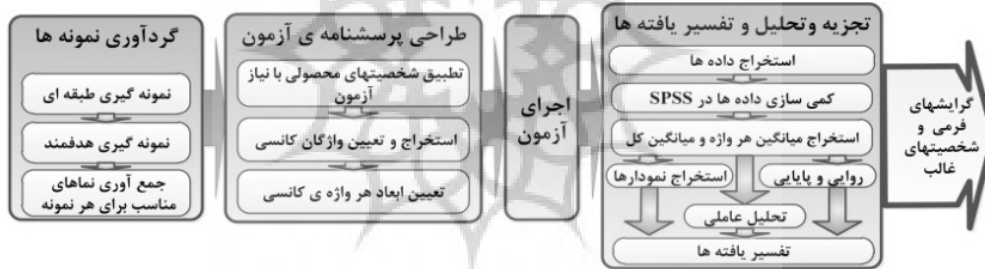 گردآوری نمونه ها
نمونه گیری طبقه ای
نمونه گیری هدفمند
جمع آوری نماهای
مناسب برای هر نمونه
طراحی پرسشنامه ی آزمون
تطبیق شخصیتهای محصولی با نیاز
آزمون
استخراج و تعیین واژگان کانسی
تعیین ابعاد هر واژه ی کانسی
اجرای
آزمون
تجزیه وتحلیل و تفسیر یافته ها
استخراج داده ها
کمی سازی داده ها در SPSS
استخراج میانگین هر واژه و میانگین کل
استخراج نمودارها
روایی و پایایی
تحلیل عاملی
تفسیر یافته ها
گرایشهای
فرمی و
شخصیتهای
غالب